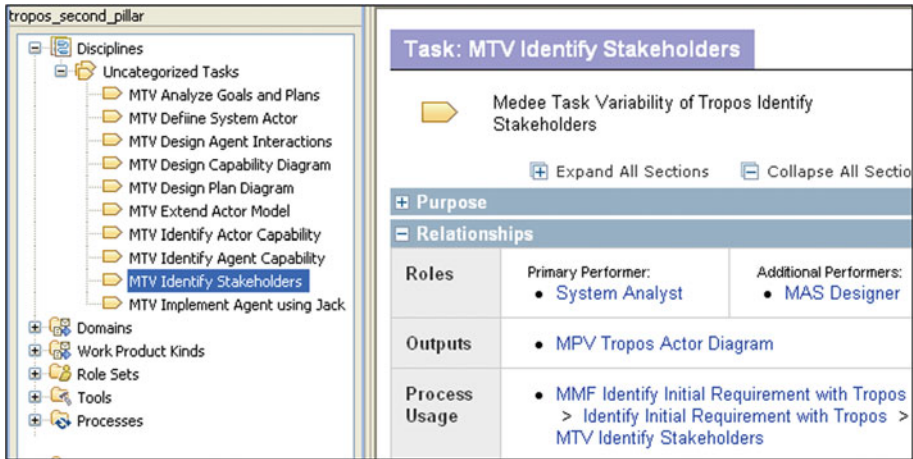 tropos_second_pillar
Disciplines
Uncategorized Tasks
MTV Analyze Goals and Plans
MTV Defiine System Actor
MTV Design Agent Interactions
MTV Design Capability Diagram
MTV Design Plan Diagram
MTV Extend Actor Model
MTV Identify Actor Capability
MTV Identify Agent Capability
MTV Identify Stakeholders
MTV Implement Agent using Jack
Domains
Work Product Kinds
Role Sets
Tools
Processes
Task: MTV Identify Stakeholders
Medee Task Variability of Tropos Identify
Stakeholders
Expand All Sections Collapse All Sectio
Purpose
Relationships
Roles
Primary Performer:
• System Analyst
Additional Performers:
• MAS Designer
Outputs
• MPV Tropos Actor Diagram
Process
Usage
• MMF Identify Initial Requirement with Tropos
> Identify Initial Requirement with Tropos >
MTV Identify Stakeholders